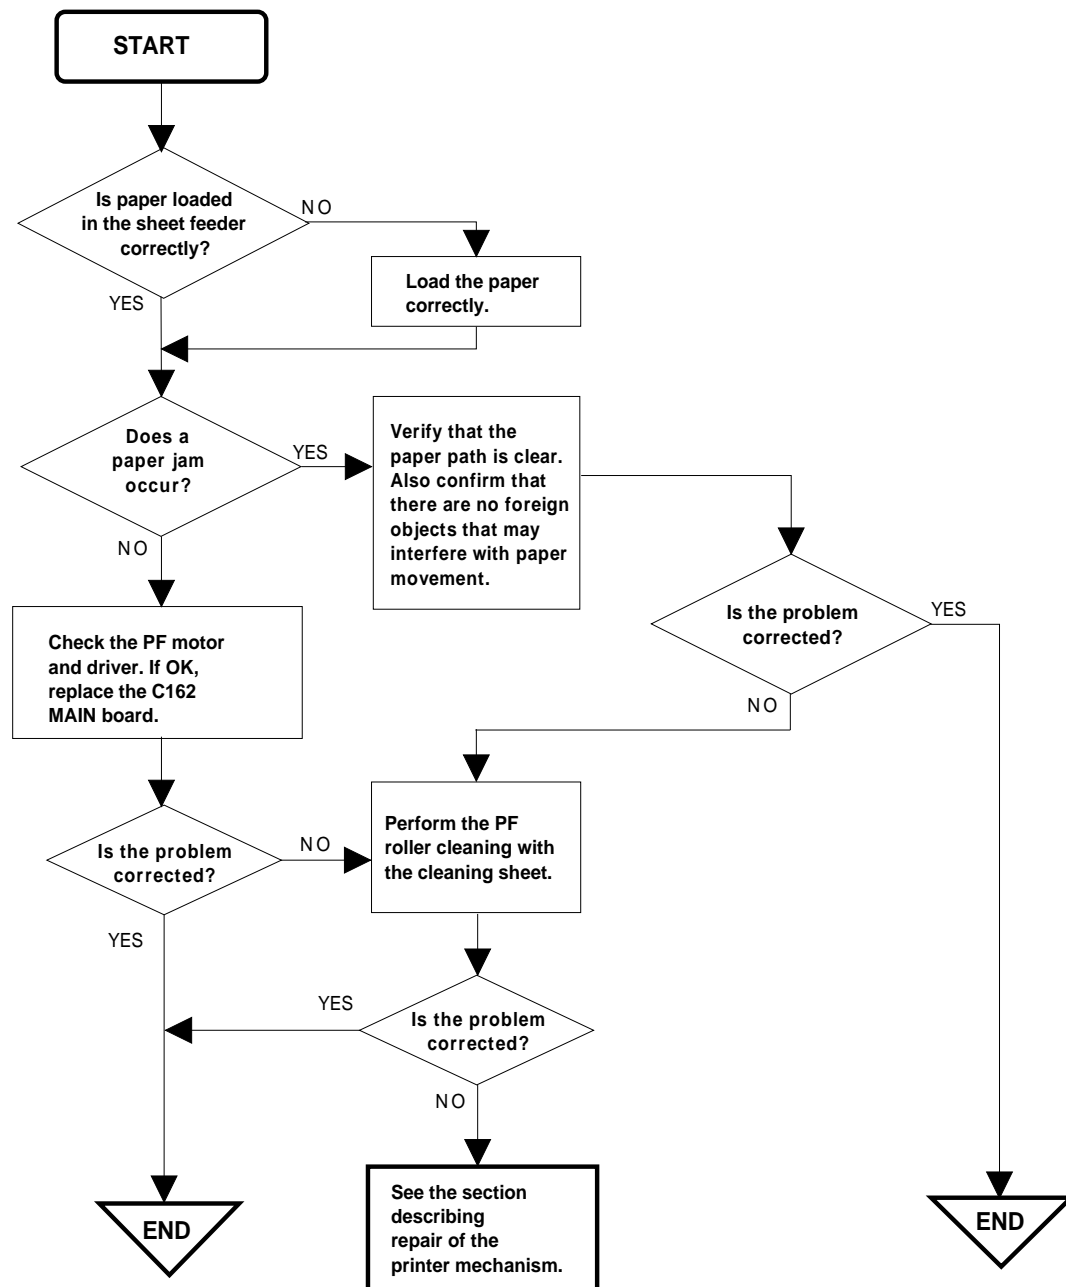 START
Is paper loaded
in the sheet feeder
correctly?
NO
Load the paper
correctly.
YES
Does a
paper jam
occur?
YES
Verify that the
paper path is clear.
Also confirm that
there are no foreign
objects that may
interfere with paper
movement.
NO
Is the problem
corrected?
YES
NO
Check the PF motor
and driver. If OK,
replace the C162
MAIN board.
Is the problem
corrected?
NO
Perform the PF
roller cleaning with
the cleaning sheet.
YES
Is the problem
corrected?
YES
NO
See the section
describing
repair of the
printer mechanism.
END
END